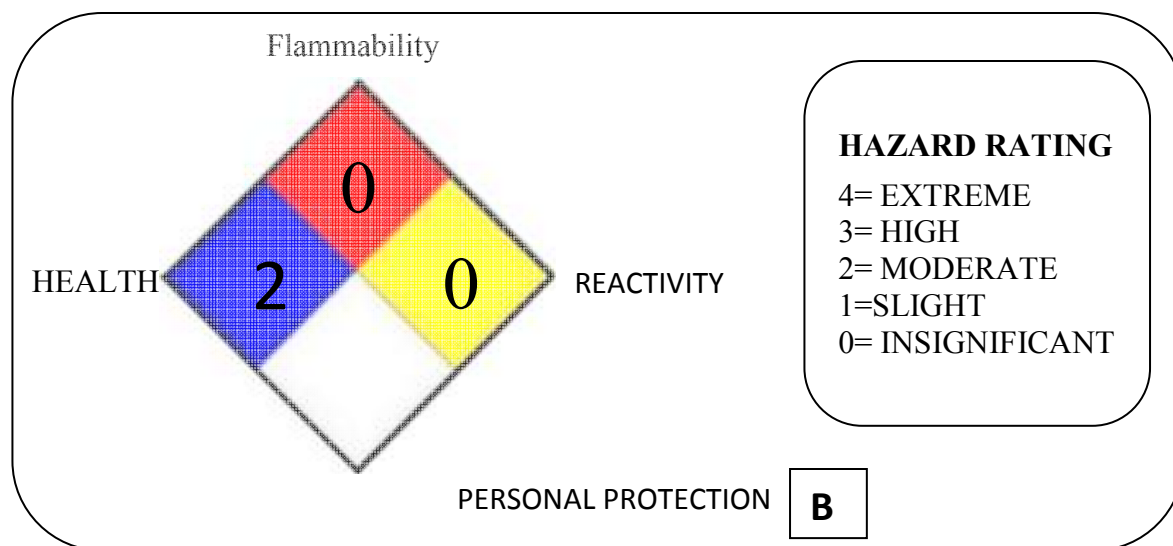 Flammability
0
HEALTH 2 0 REACTIVITY
PERSONAL PROTECTION B
HAZARD RATING
4= EXTREME
3= HIGH
2= MODERATE
1=SLIGHT
0= INSIGNIFICANT